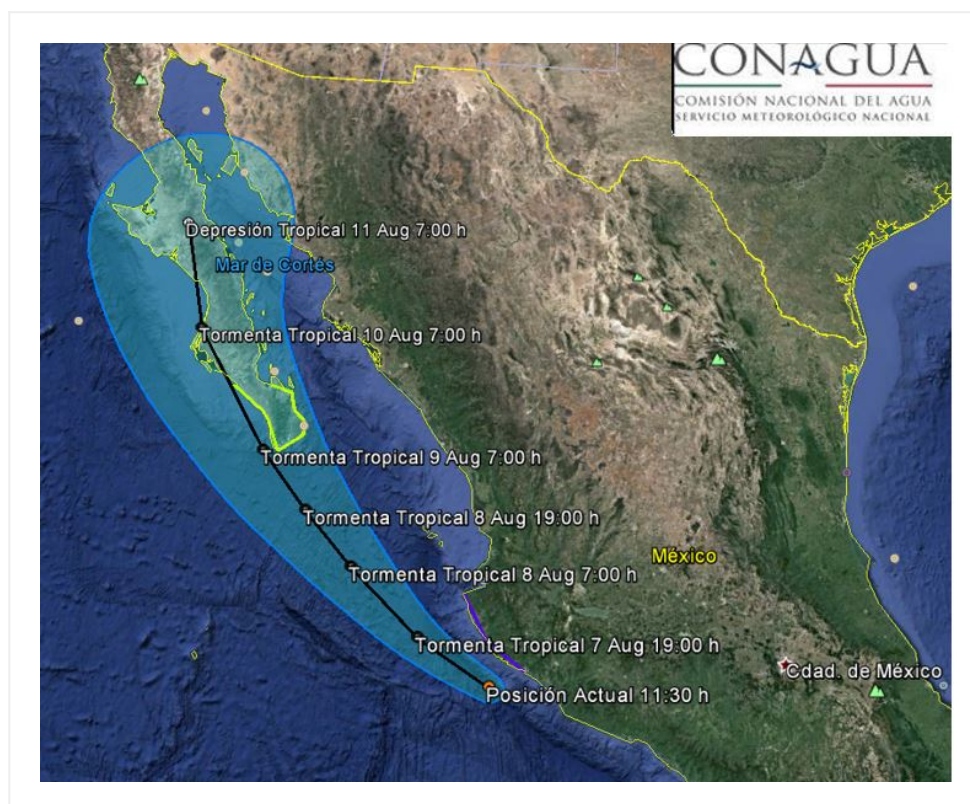 CONAGUA
COMISIÓN NACIONAL DEL AGUA
SERVICIO METEOROLÓGICO NACIONAL
Depresión Tropical 11 Aug 7:00 h
Mar de Cortés
Tormenta Tropical 10 Aug 7:00 h
Tormenta Tropical 9 Aug 7:00 h
Tormenta Tropical 8 Aug 19:00 h
México
Tormenta Tropical 8 Aug 7:00 h
Tormenta Tropical 7 Aug 19:00 h
Cdad. de México
Posición Actual 11:30 h